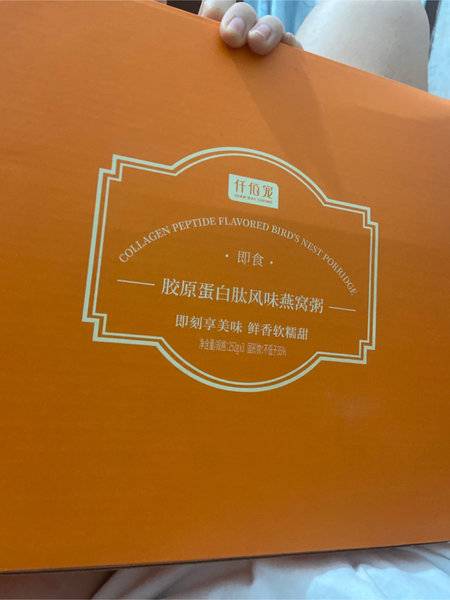 仟佰宠
COLLAGEN PEPTIDE FLAVORED BIRD'S NEST PORRIDGE
·即食·
胶原蛋白肽风味燕窝粥
即刻享美味 鲜香软糯甜